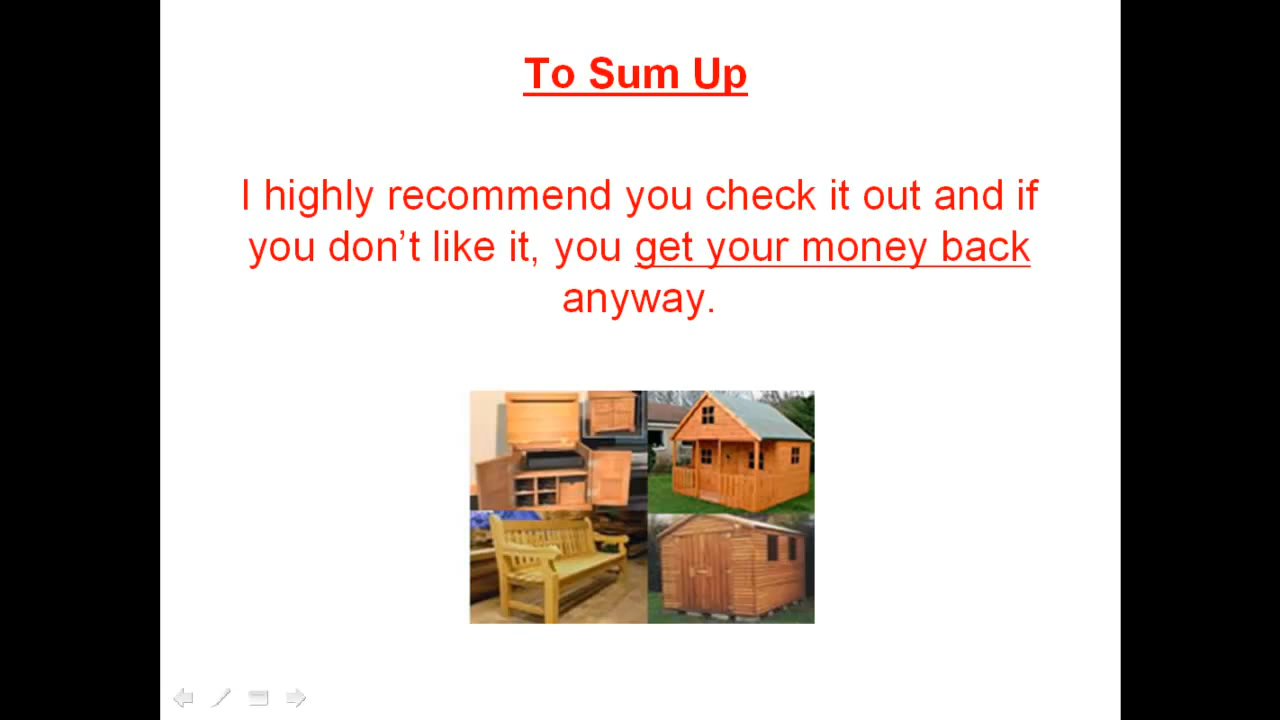 To Sum Up
I highly recommend you check it out and if
you don’t like it, you get your money back
anyway.